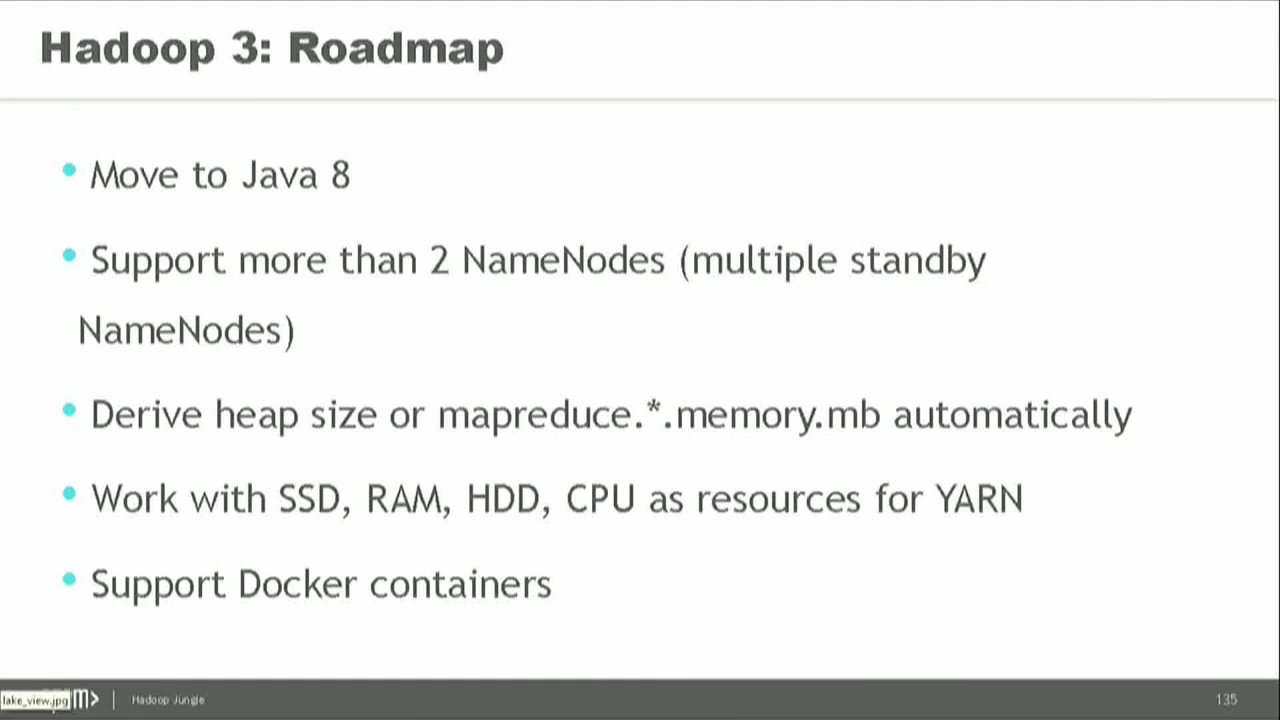 Hadoop 3: Roadmap
• Move to Java 8
• Support more than 2 NameNodes (multiple standby
NameNodes)
• Derive heap size or mapreduce.*.memory.mb automatically
• Work with SSD, RAM, HDD, CPU as resources for YARN
• Support Docker containers
lake_view.jpg m> | Hadoop Jungle 135